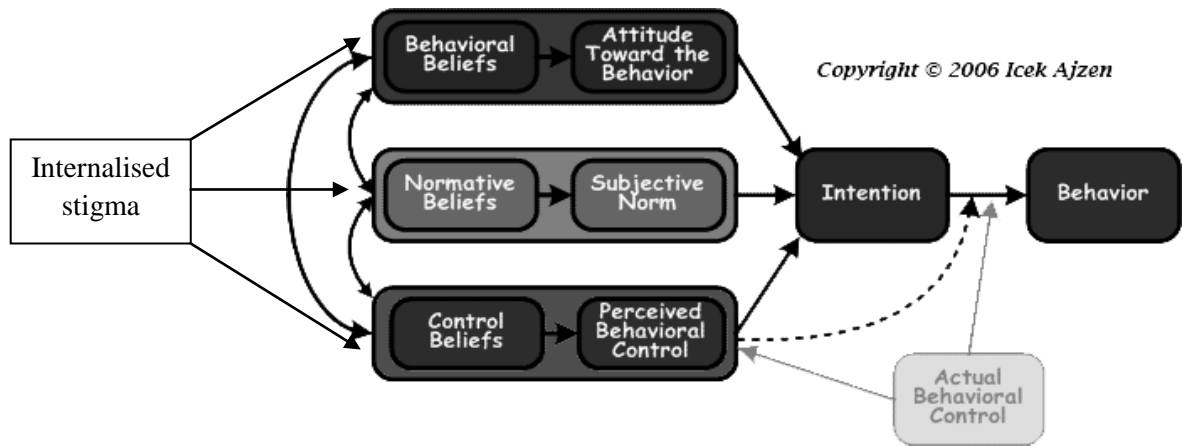 Internalised
stigma
Behavioral
Beliefs
Attitude
Toward the
Behavior
Copyright © 2006 Icek Ajzen
Normative
Beliefs
Subjective
Norm
Intention
Behavior
Control
Beliefs
Perceived
Behavioral
Control
Actual
Behavioral
Control